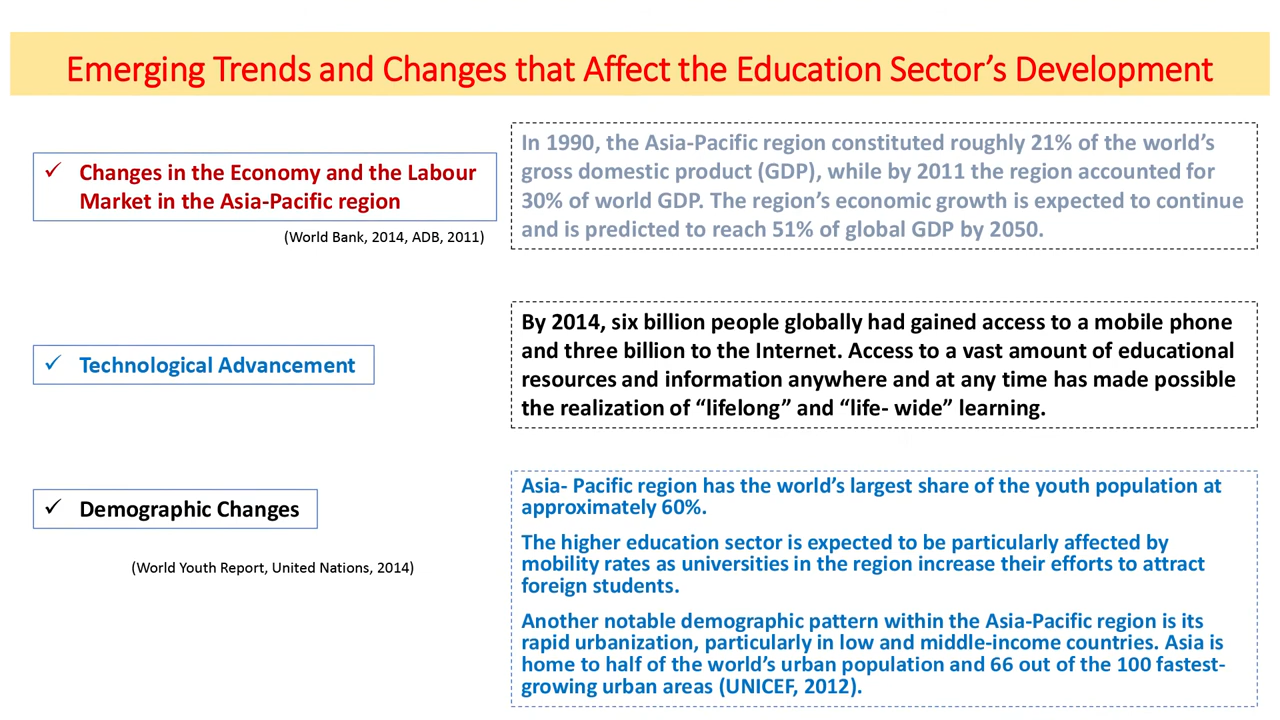 Emerging Trends and Changes that Affect the Education Sector’s Development
✓ Changes in the Economy and the Labour
Market in the Asia-Pacific region
(World Bank, 2014, ADB, 2011)
In 1990, the Asia-Pacific region constituted roughly 21% of the world’s
gross domestic product (GDP), while by 2011 the region accounted for
30% of world GDP. The region’s economic growth is expected to continue
and is predicted to reach 51% of global GDP by 2050.
✓ Technological Advancement
By 2014, six billion people globally had gained access to a mobile phone
and three billion to the Internet. Access to a vast amount of educational
resources and information anywhere and at any time has made possible
the realization of “lifelong” and “life- wide” learning.
✓ Demographic Changes
(World Youth Report, United Nations, 2014)
Asia- Pacific region has the world’s largest share of the youth population at
approximately 60%.
The higher education sector is expected to be particularly affected by
mobility rates as universities in the region increase their efforts to attract
foreign students.
Another notable demographic pattern within the Asia-Pacific region is its
rapid urbanization, particularly in low and middle-income countries. Asia is
home to half of the world’s urban population and 66 out of the 100 fastest-
growing urban areas (UNICEF, 2012).